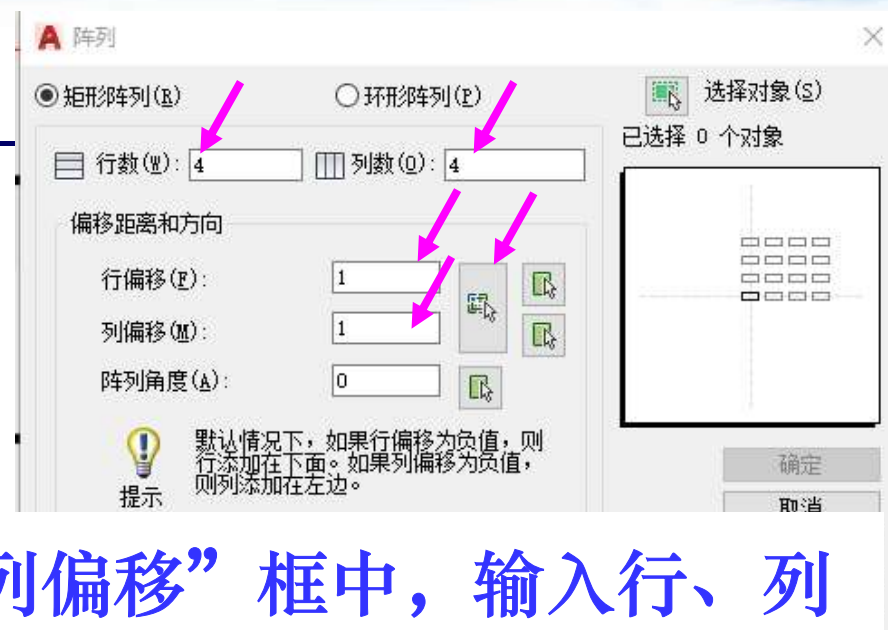 阵列
矩形阵列(R) 环形阵列(P) 选择对象(S)
已选择 0 个对象
行数(W): 4 列数(O): 4
偏移距离和方向
行偏移(F): 1
列偏移(M): 1
阵列角度(A): 0
默认情况下，如果行偏移为负值，则
行添加在下面。如果列偏移为负值，
则列添加在左边。
提示
确定
取消
列偏移”框中，输入行、列